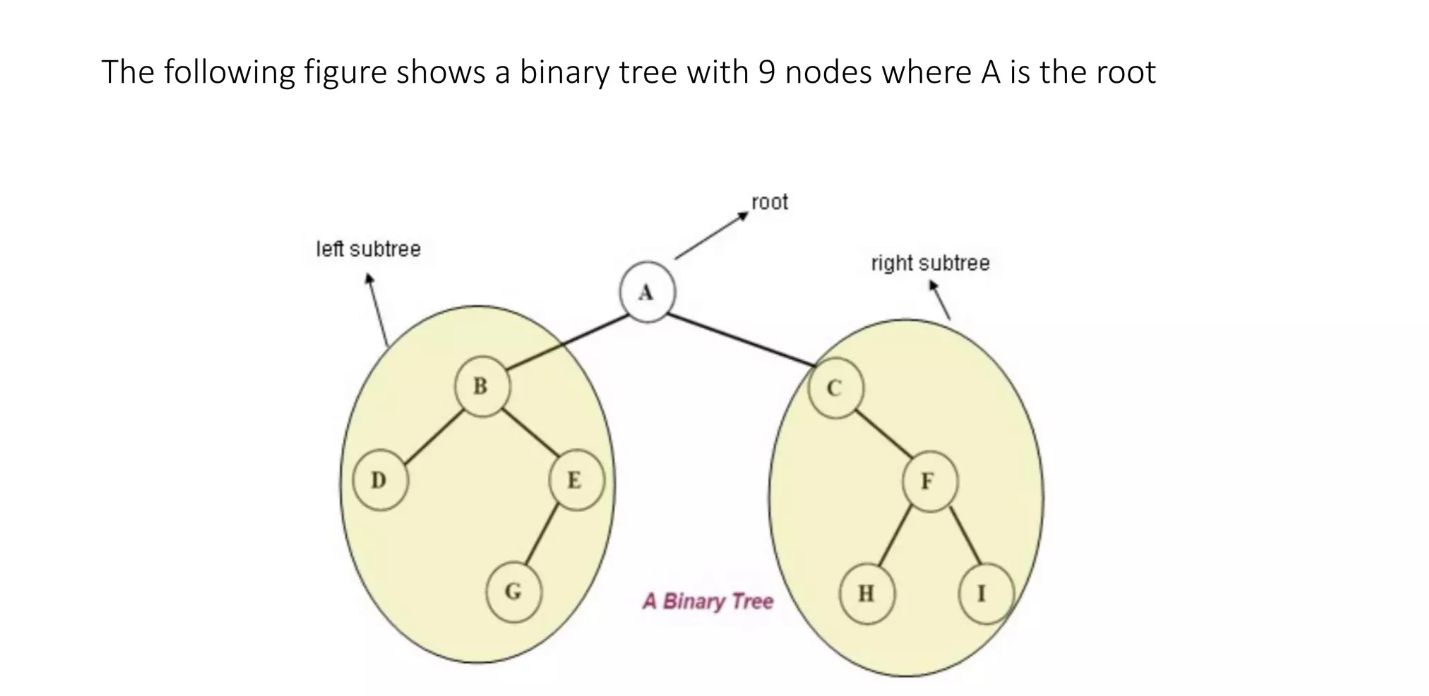 The following figure shows a binary tree with 9 nodes where A is the root
root
left subtree
right subtree
A
B
C
D
E
F
G
H
I
A Binary Tree